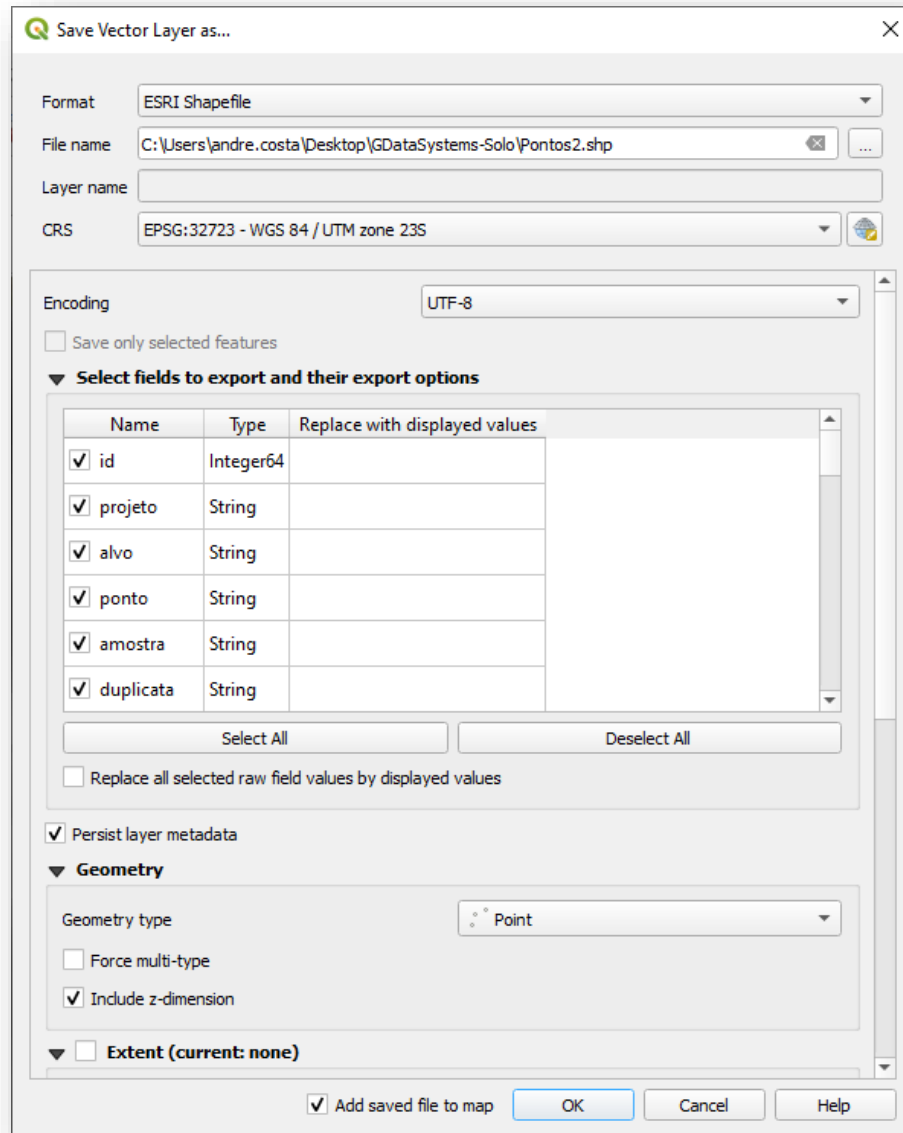 Save Vector Layer as...
Format ESRI Shapefile
File name C:\Users\andre.costa\Desktop\GDataSystems-Solo\Pontos2.shp ...
Layer name
CRS EPSG:32723 - WGS 84 / UTM zone 23S
Encoding UTF-8
Save only selected features
Select fields to export and their export options
Name Type Replace with displayed values
id Integer64
projeto String
alvo String
ponto String
amostra String
duplicata String
Select All Deselect All
Replace all selected raw field values by displayed values
Persist layer metadata
Geometry
Geometry type Point
Force multi-type
Include z-dimension
Extent (current: none)
Add saved file to map OK Cancel Help